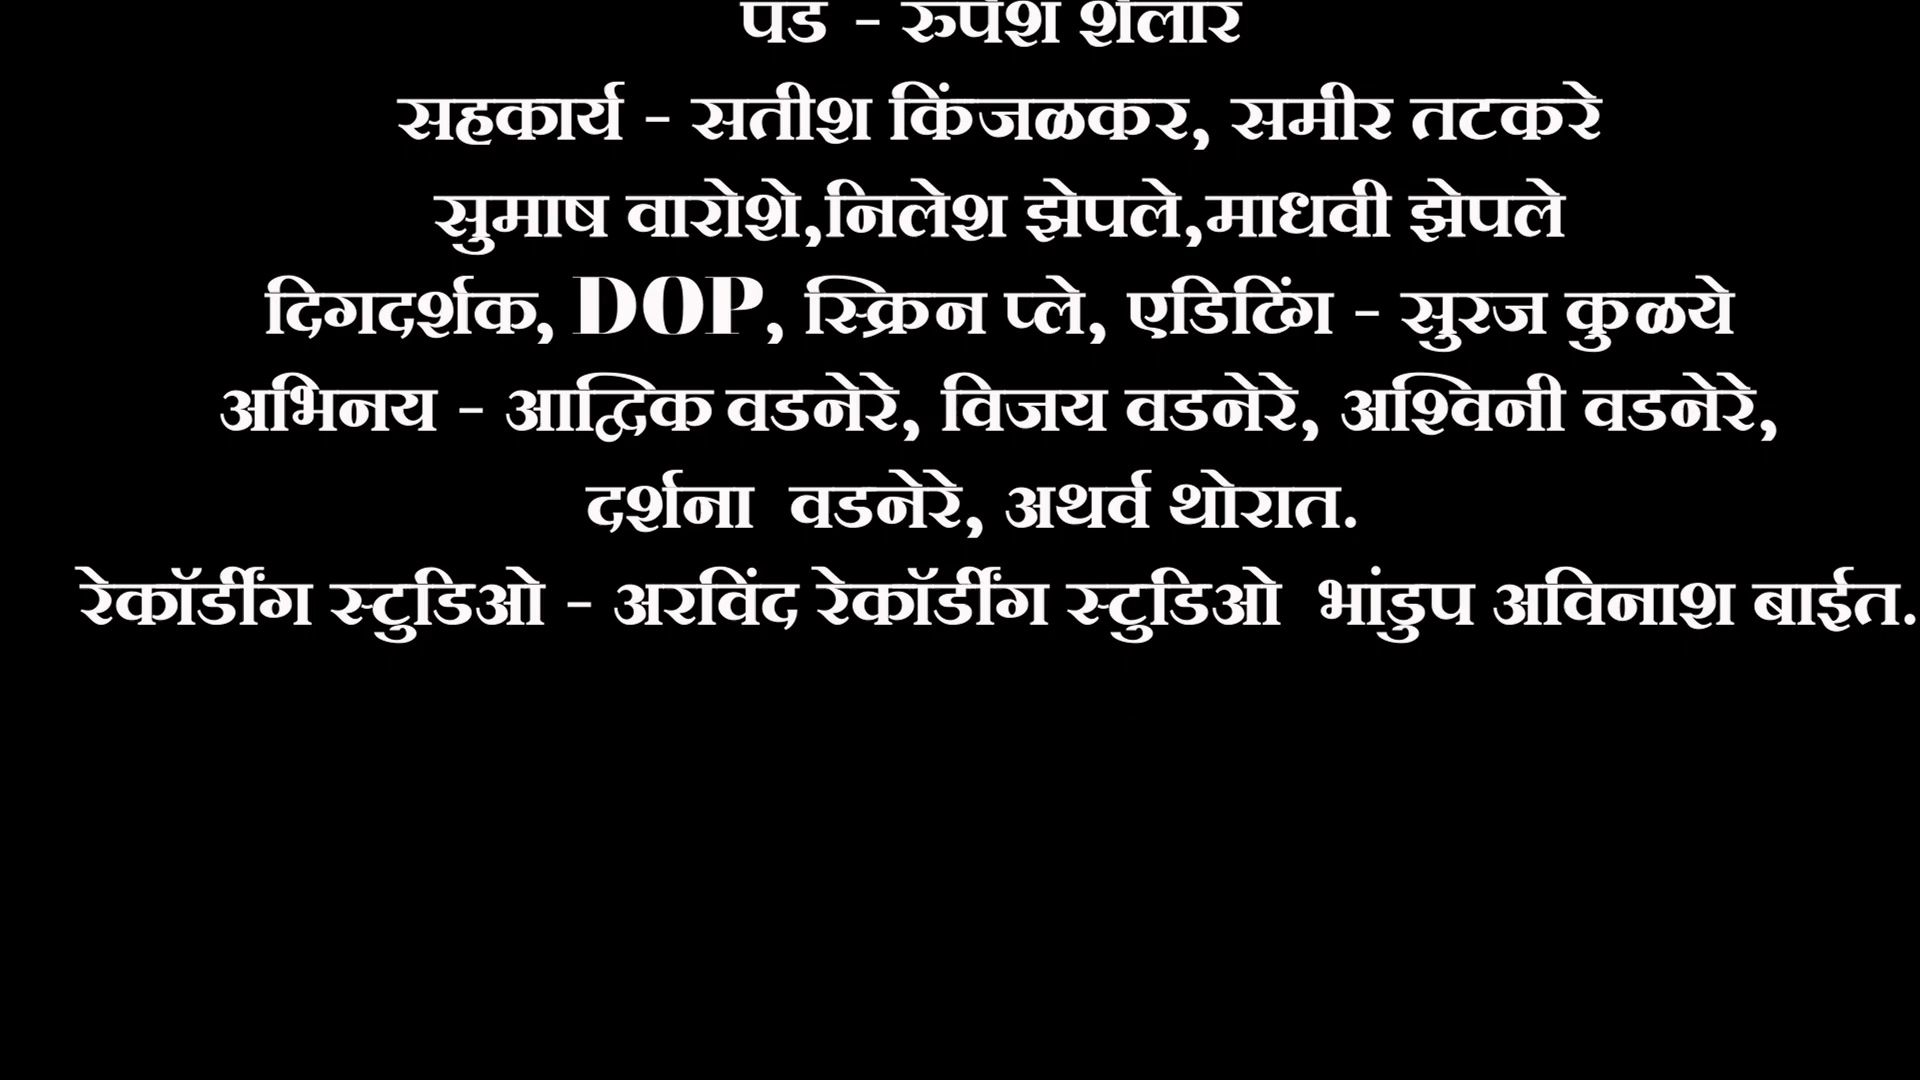 पॅड - रुपेश शेलार
सहकार्य - सतीश किंजळकर, समीर तटकरे
सुमाष वारोशे,निलेश झेपले,माधवी झेपले
दिगदर्शक, DOP, स्क्रिन प्ले, एडिटिंग - सुरज कुळये
अभिनय - आद्विक वडनेरे, विजय वडनेरे, अश्विनी वडनेरे,
दर्शना वडनेरे, अथर्व थोरात.
रेकॉर्डींग स्टुडिओ - अरविंद रेकॉर्डींग स्टुडिओ भांडुप अविनाश बाईत.